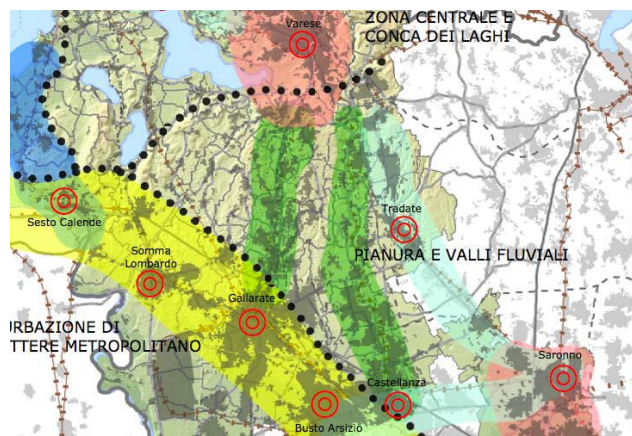 ZONA CENTRALE E
CONCA DEI LAGHI
Varese
Sesto Calende
Tradate
Somma
Lombardo
PIANURA E VALLI FLUVIALI
Gallarate
URBAZIONE DI
TTERE METROPOLITANO
Saronno
Castellanza
Busto Arsizio